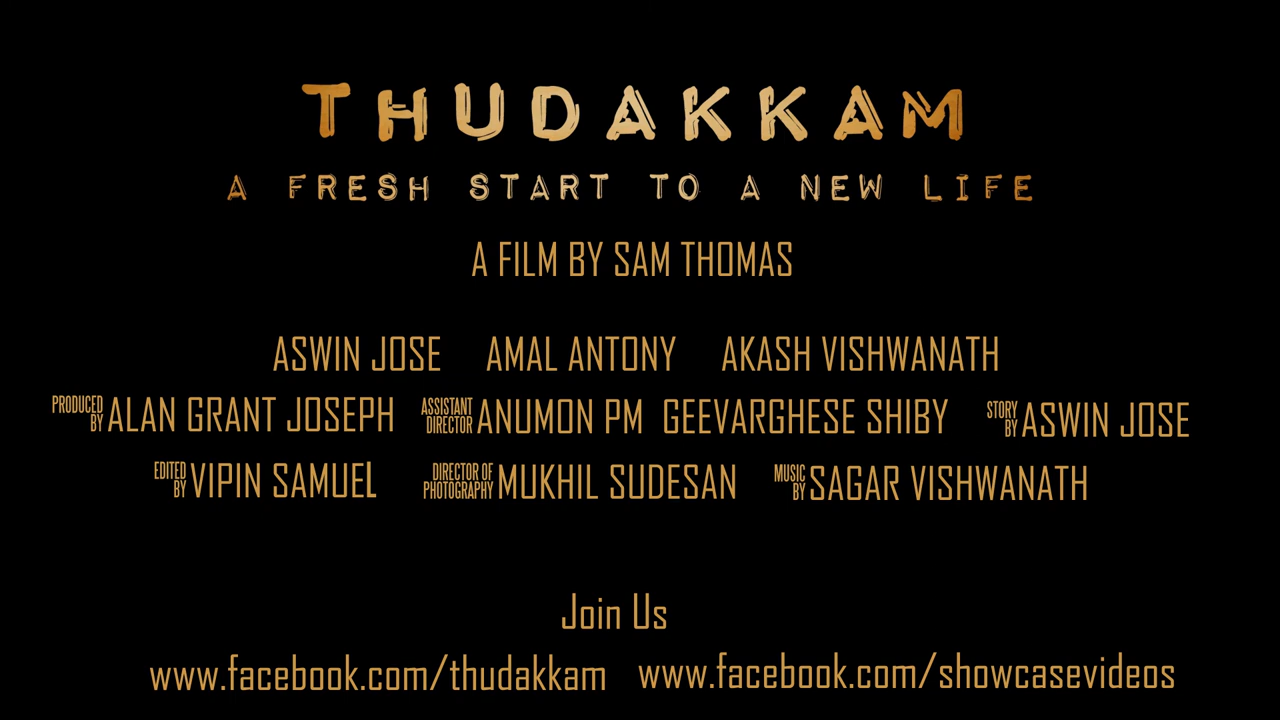 THUDAKKAM
A FRESH START TO A NEW LIFE
A FILM BY SAM THOMAS
ASWIN JOSE AMAL ANTONY AKASH VISHWANATH
PRODUCED BY ALAN GRANT JOSEPH ASSISTANT DIRECTOR ANUMON PM GEEVARGHESE SHIBY STORY BY ASWIN JOSE
EDITED BY VIPIN SAMUEL DIRECTOR OF PHOTOGRAPHY MUKHIL SUDESAN MUSIC BY SAGAR VISHWANATH
Join Us
www.facebook.com/thudakkam www.facebook.com/showcasevideos